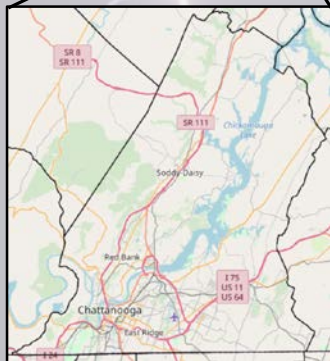 SR 8
SR 111
SR 111
Chickamauga
Lake
Soddy Daisy
Red Bank
I 75
US 11
US 64
Chattanooga
East Ridge
I 24